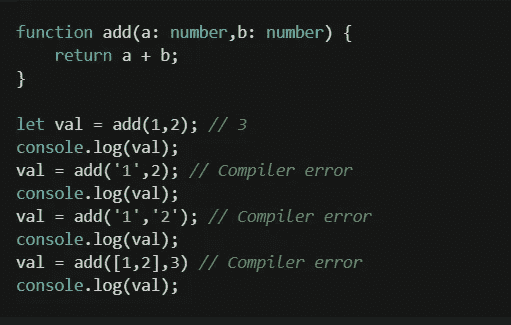 function add(a: number,b: number) {
    return a + b;
}

let val = add(1,2); // 3
console.log(val);
val = add('1',2); // Compiler error
console.log(val);
val = add('1','2'); // Compiler error
console.log(val);
val = add([1,2],3) // Compiler error
console.log(val);